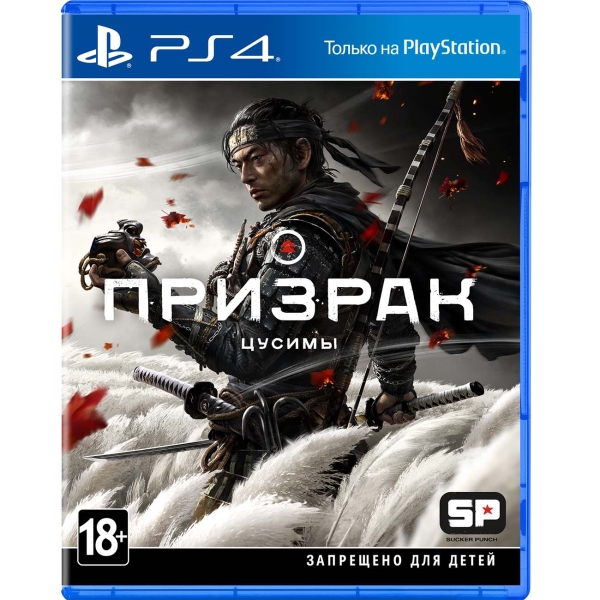 PS4
Только на PlayStation®
ПРИЗРАК
ЦУСИМЫ
SP
SUCKER PUNCH
18+
ЗАПРЕЩЕНО ДЛЯ ДЕТЕЙ